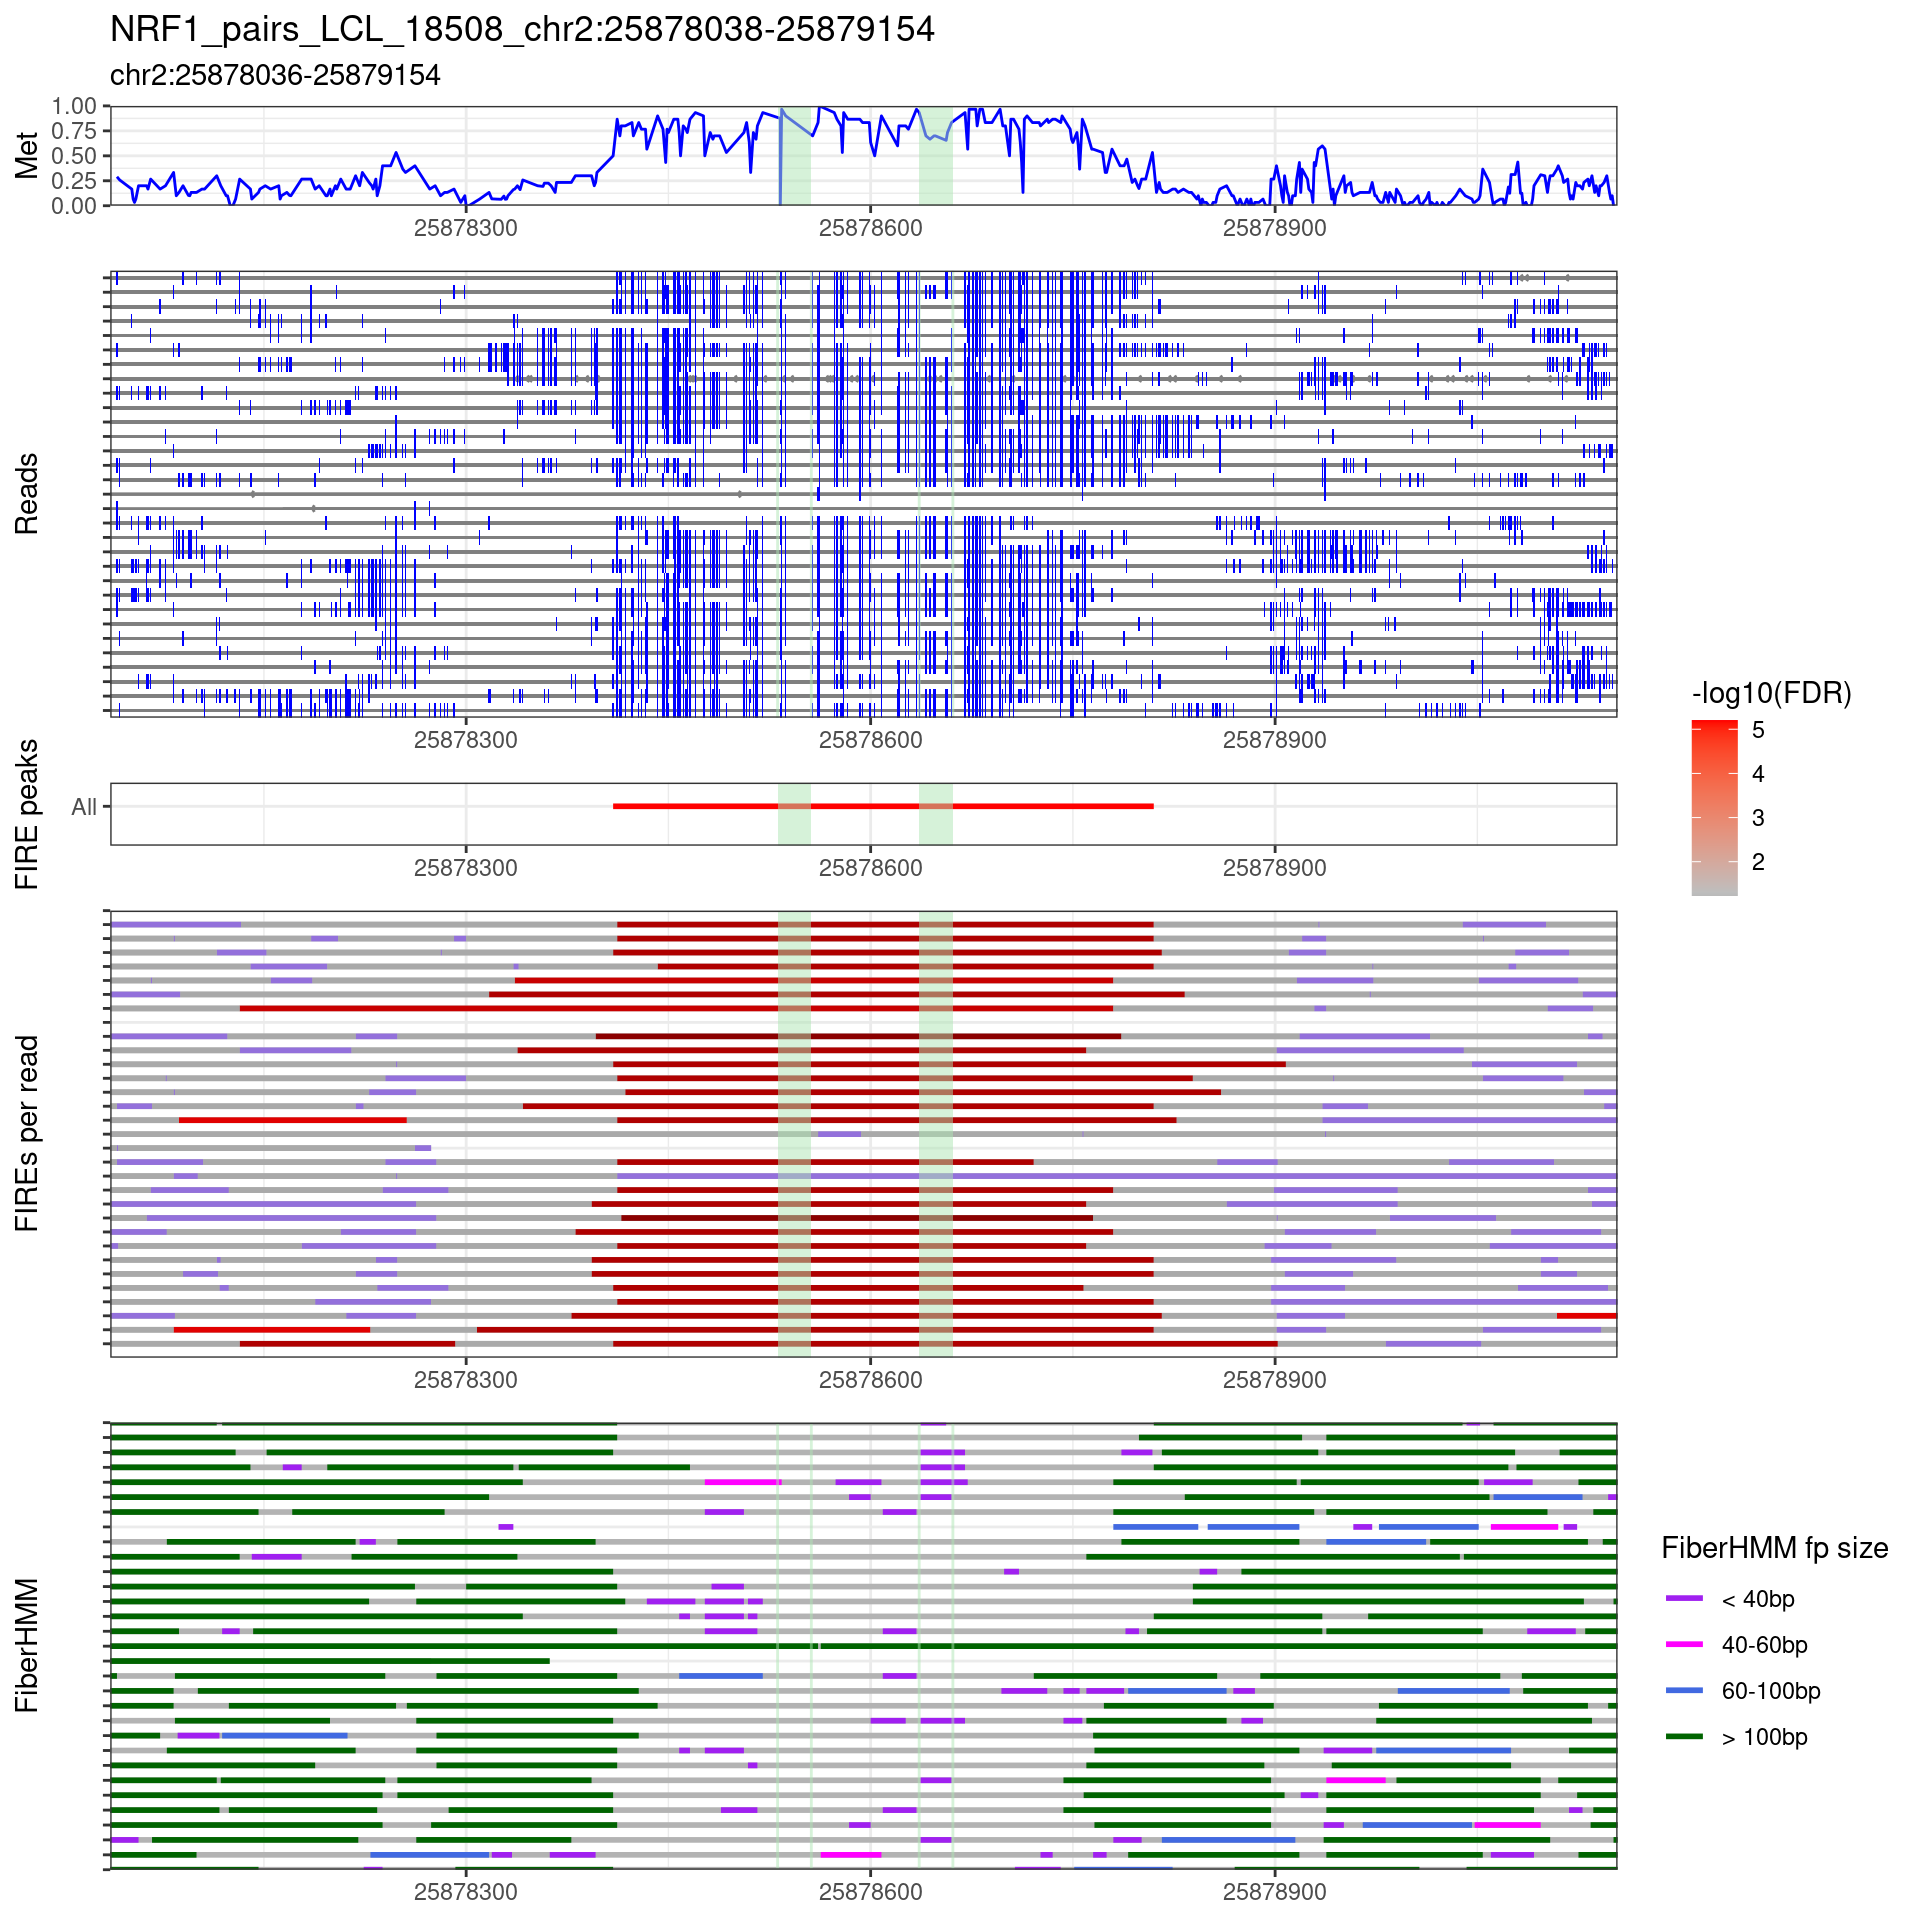 NRF1_pairs_LCL_18508_chr2:25878038-25879154
chr2:25878036-25879154
Met
1.00
0.75
0.50
0.25
0.00
25878300
25878600
25878900
Reads
25878300
25878600
25878900
FIRE peaks
All
25878300
25878600
25878900
-log10(FDR)
5
4
3
2
FIREs per read
25878300
25878600
25878900
FiberHMM
25878300
25878600
25878900
FiberHMM fp size
< 40bp
40-60bp
60-100bp
> 100bp